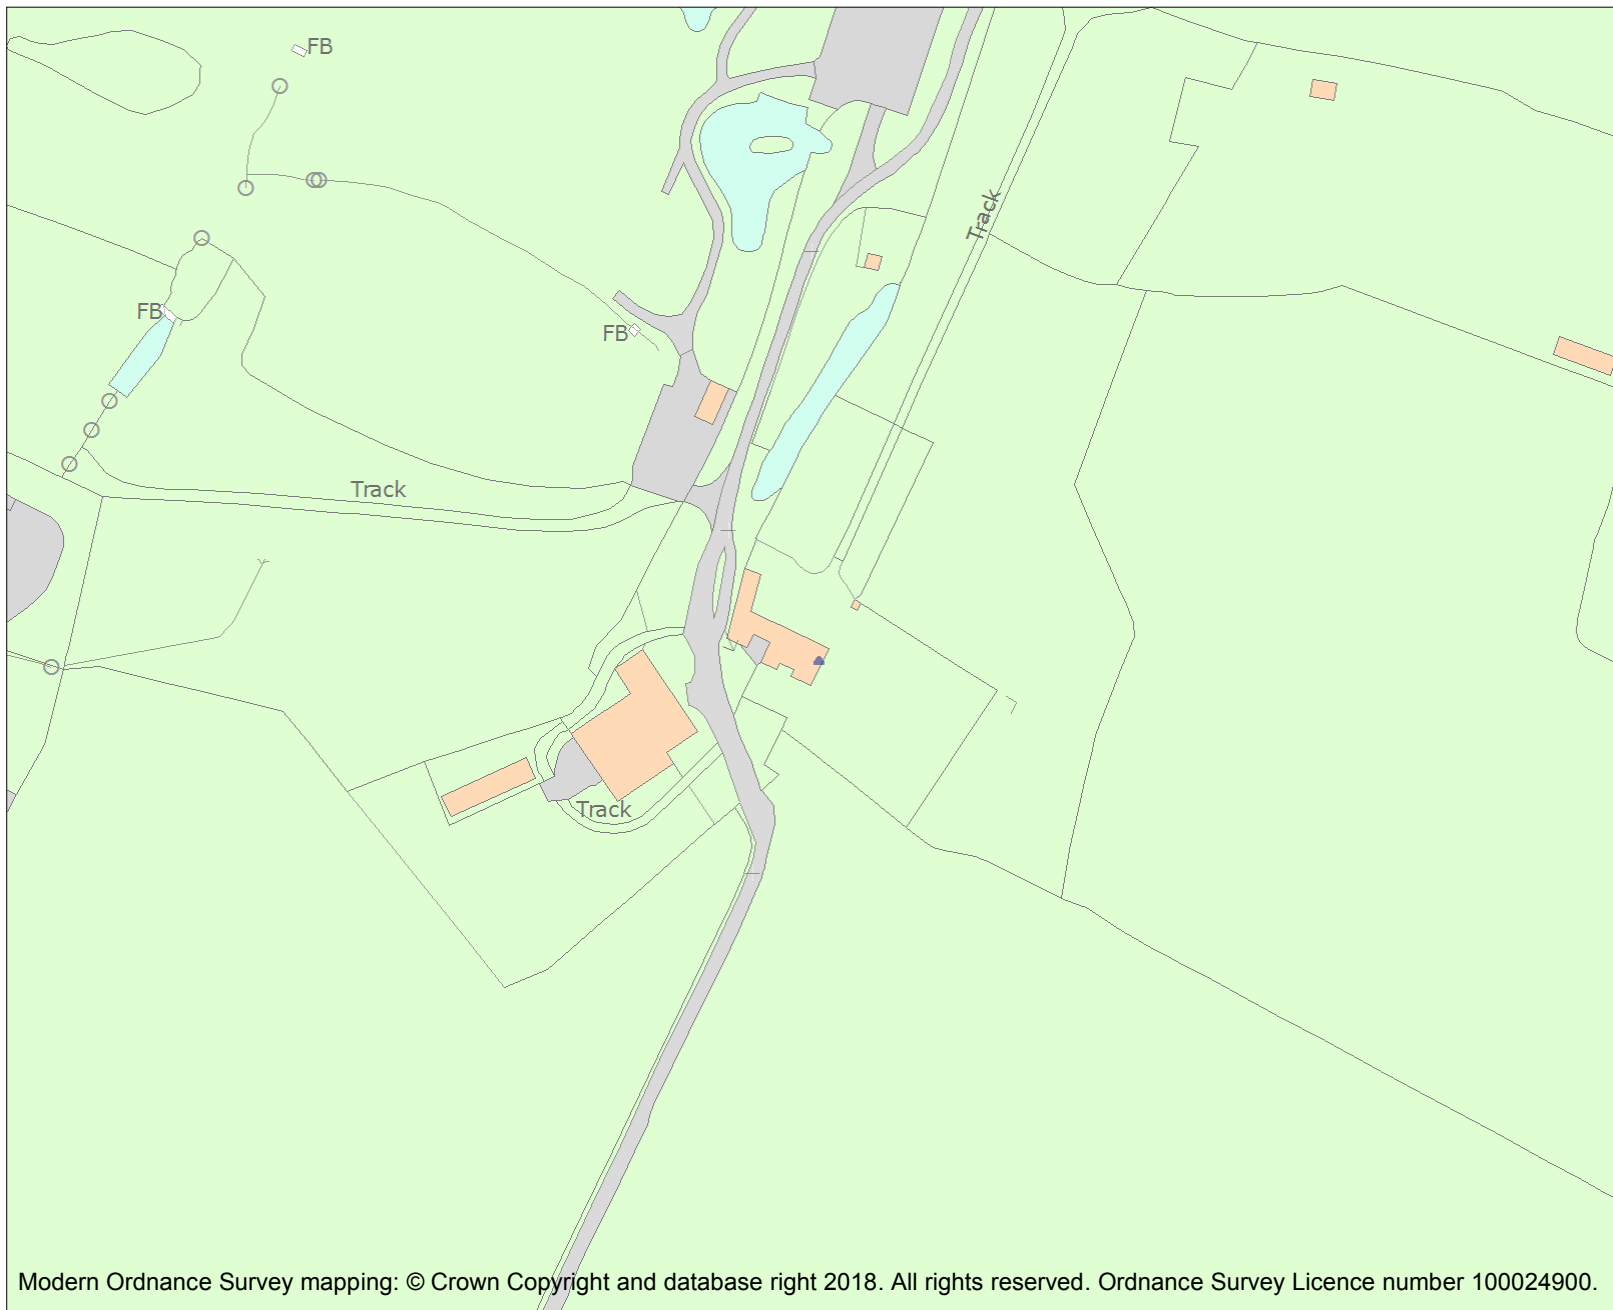 FB
Track
FB
FB
Track
Track
Modern Ordnance Survey mapping: © Crown Copyright and database right 2018. All rights reserved. Ordnance Survey Licence number 100024900.